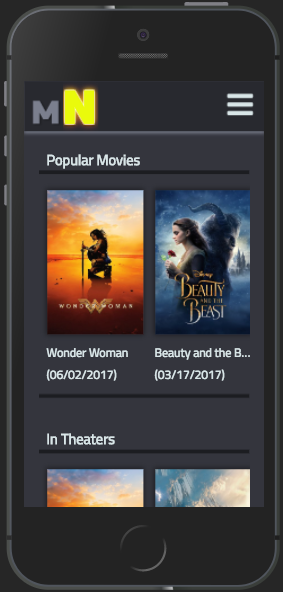 MN
Popular Movies
WONDER WOMAN
Disney
BEAUTY
AND THE
BEAST
Wonder Woman
Beauty and the B...
(06/02/2017)
(03/17/2017)
In Theaters